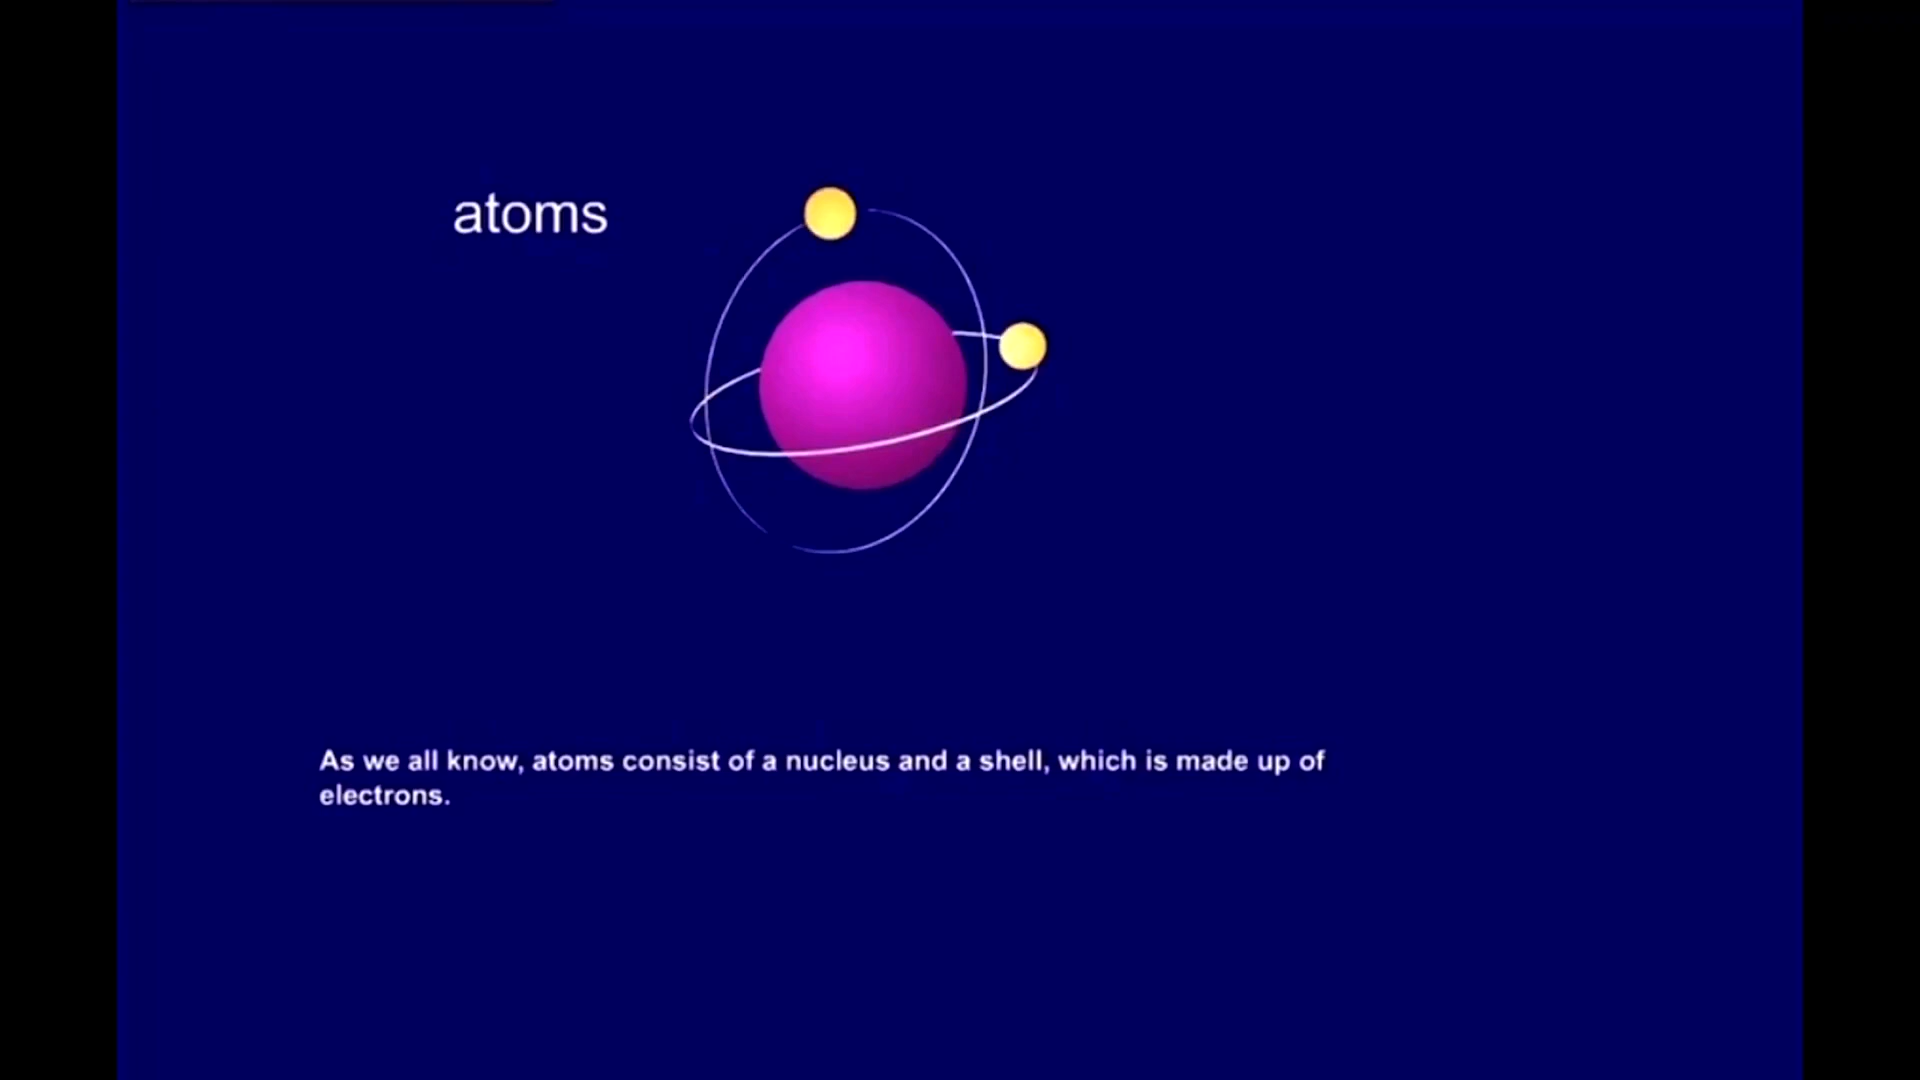 atoms
As we all know, atoms consist of a nucleus and a shell, which is made up of
electrons.